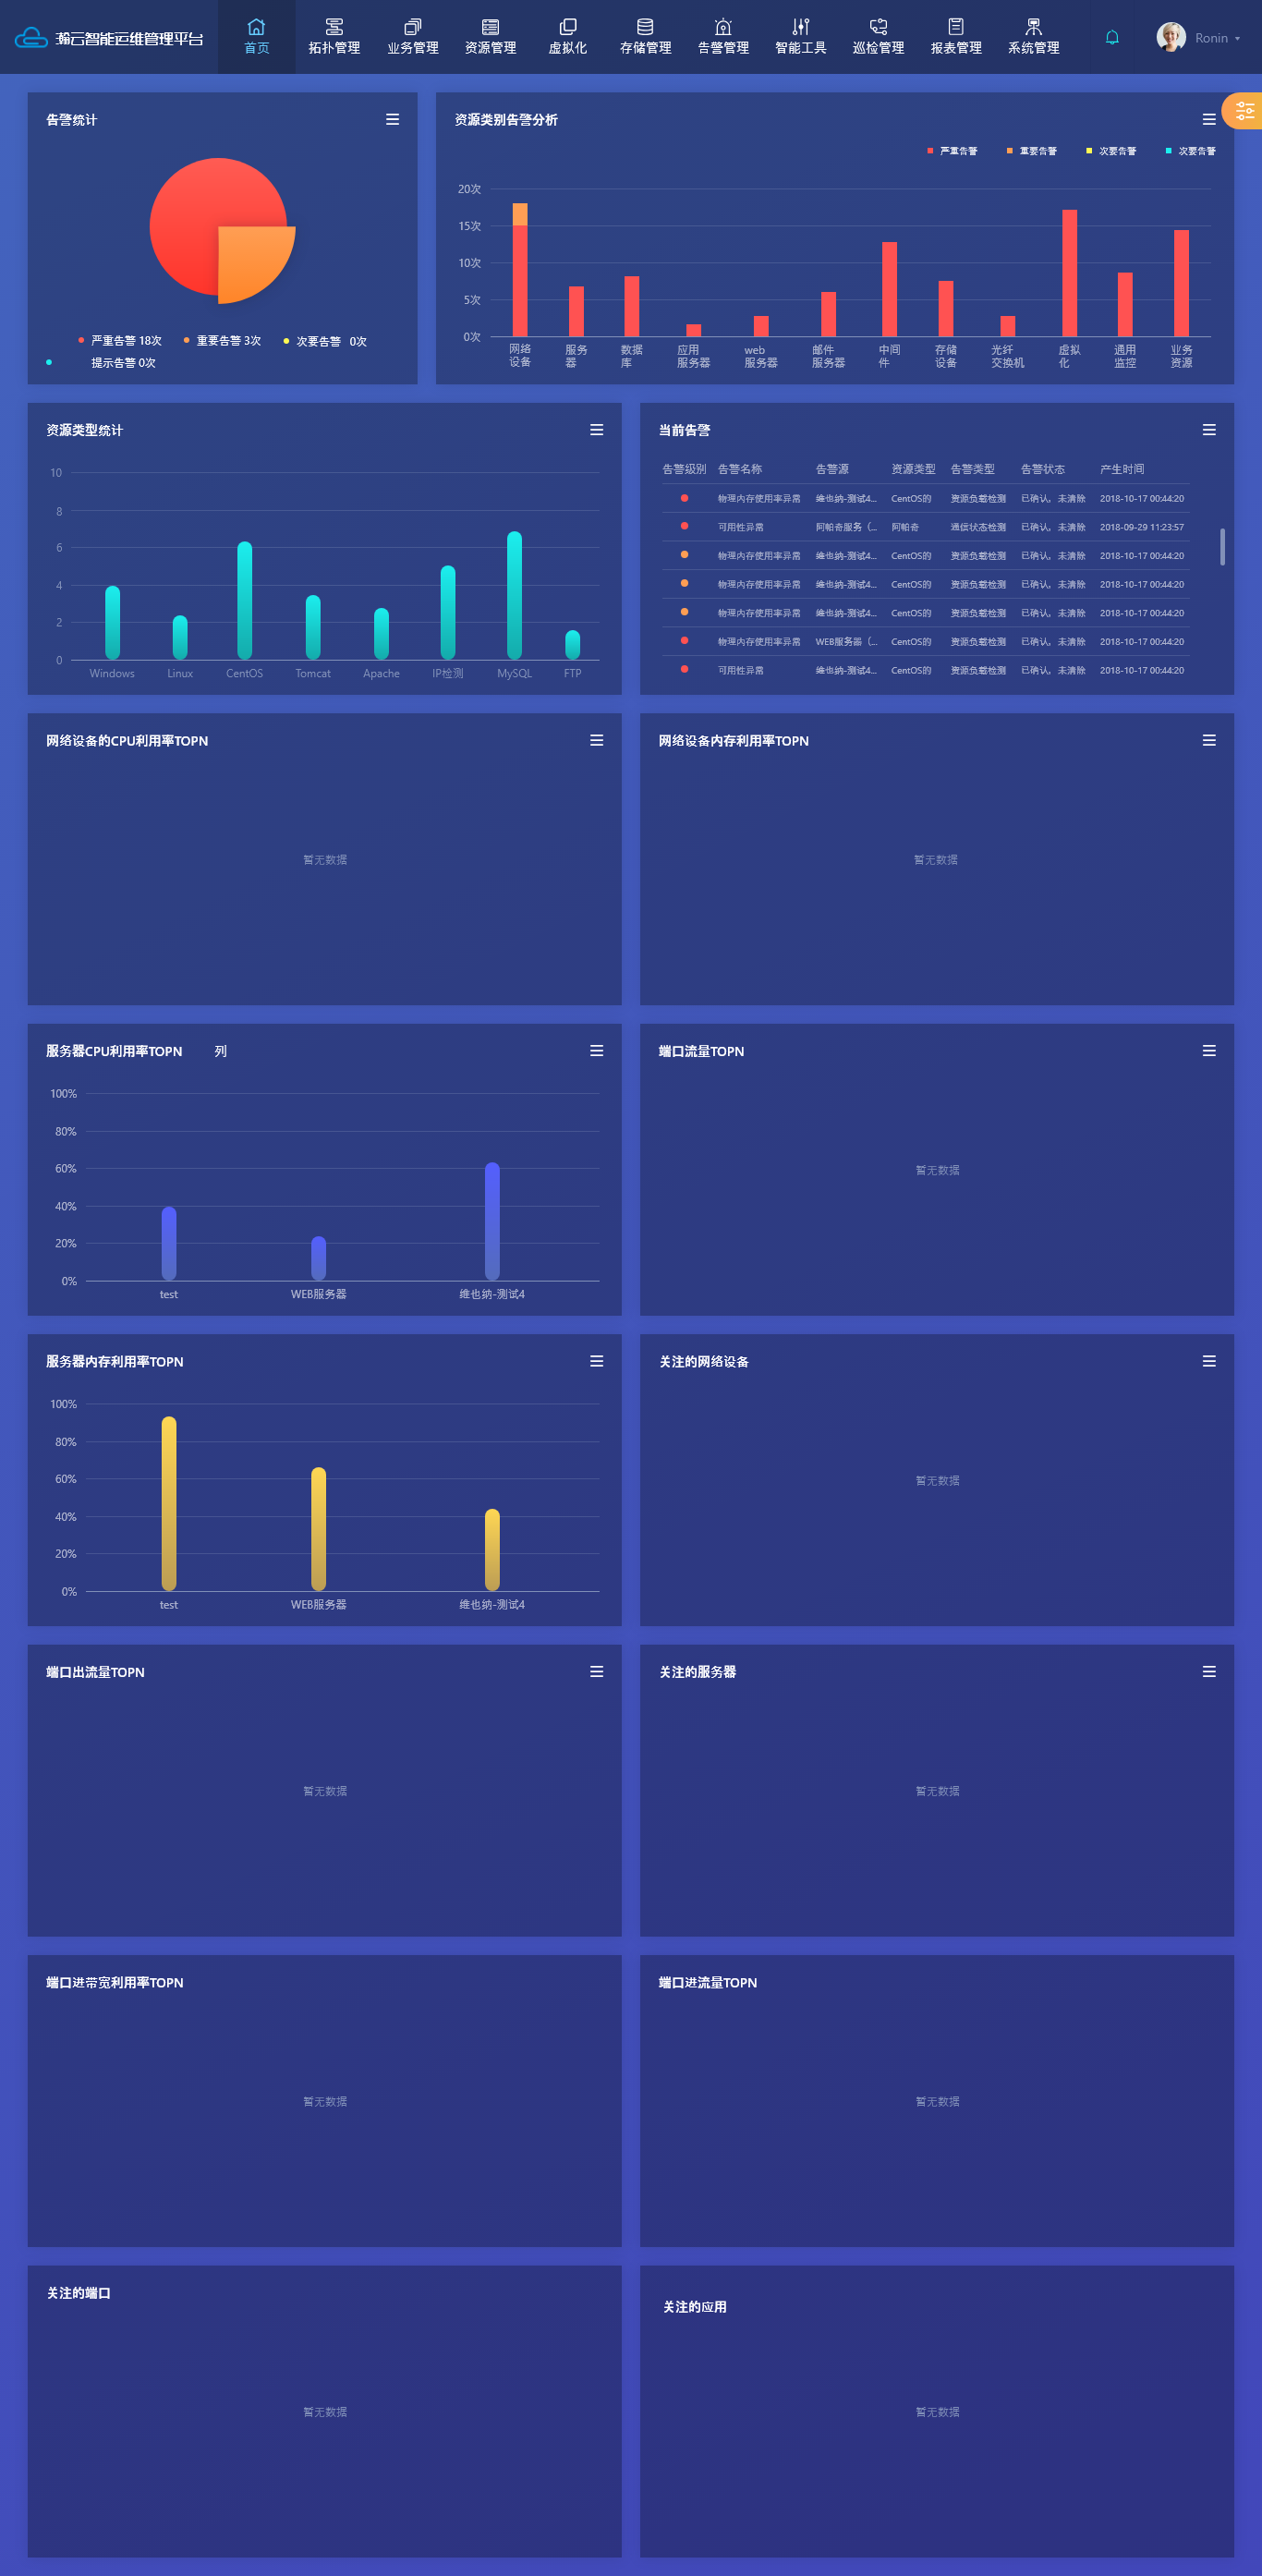 瀚云智能运维管理平台
首页
拓扑管理
业务管理
资源管理
虚拟化
存储管理
告警管理
智能工具
巡检管理
报表管理
系统管理
Ronin
告警统计
严重告警 18次
重要告警 3次
次要告警 0次
提示告警 0次
资源类别告警分析
严重告警
重要告警
次要告警
次要告警
20次
15次
10次
5次
0次
网络
设备
服务
器
数据
库
应用
服务器
web
服务器
邮件
服务器
中间
件
存储
设备
光纤
交换机
虚拟
化
通用
监控
业务
资源
资源类型统计
10
8
6
4
2
0
Windows
Linux
CentOS
Tomcat
Apache
IP检测
MySQL
FTP
当前告警
告警级别 告警名称 告警源 资源类型 告警类型 告警状态 产生时间
物理内存使用率异常 维也纳-测试4... CentOS的 资源负载检测 已确认，未清除 2018-10-17 00:44:20
可用性异常 阿帕奇服务（... 阿帕奇 通信状态检测 已确认，未清除 2018-09-29 11:23:57
物理内存使用率异常 维也纳-测试4... CentOS的 资源负载检测 已确认，未清除 2018-10-17 00:44:20
物理内存使用率异常 维也纳-测试4... CentOS的 资源负载检测 已确认，未清除 2018-10-17 00:44:20
物理内存使用率异常 维也纳-测试4... CentOS的 资源负载检测 已确认，未清除 2018-10-17 00:44:20
物理内存使用率异常 WEB服务器（... CentOS的 资源负载检测 已确认，未清除 2018-10-17 00:44:20
可用性异常 维也纳-测试4... CentOS的 资源负载检测 已确认，未清除 2018-10-17 00:44:20
网络设备的CPU利用率TOPN
暂无数据
网络设备内存利用率TOPN
暂无数据
服务器CPU利用率TOPN 列
100%
80%
60%
40%
20%
0%
test
WEB服务器
维也纳-测试4
端口流量TOPN
暂无数据
服务器内存利用率TOPN
100%
80%
60%
40%
20%
0%
test
WEB服务器
维也纳-测试4
关注的网络设备
暂无数据
端口出流量TOPN
暂无数据
关注的服务器
暂无数据
端口进带宽利用率TOPN
暂无数据
端口进流量TOPN
暂无数据
关注的端口
暂无数据
关注的应用
暂无数据